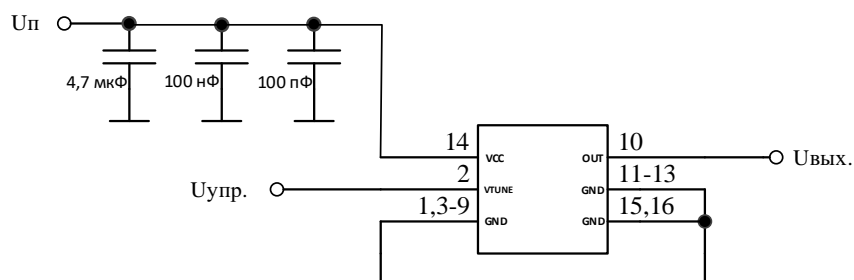 Uп
4,7 мкФ
100 нФ
100 пФ
14
VCC
OUT
10
Uвых.
Uупр.
2
VTUNE
GND
11-13
1,3-9
GND
GND
15,16